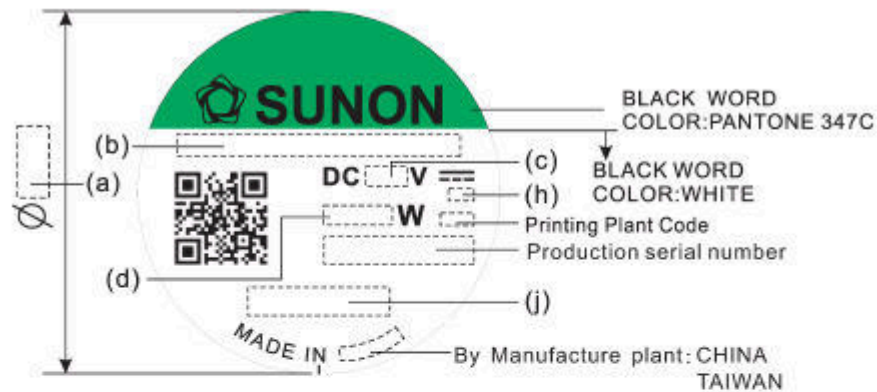 SUNON
BLACK WORD
COLOR:PANTONE 347C
(b)
(c)
(a)
DC V
BLACK WORD
COLOR:WHITE
(h)
Ø
W
Printing Plant Code
Production serial number
(d)
(j)
MADE IN
By Manufacture plant: CHINA
TAIWAN